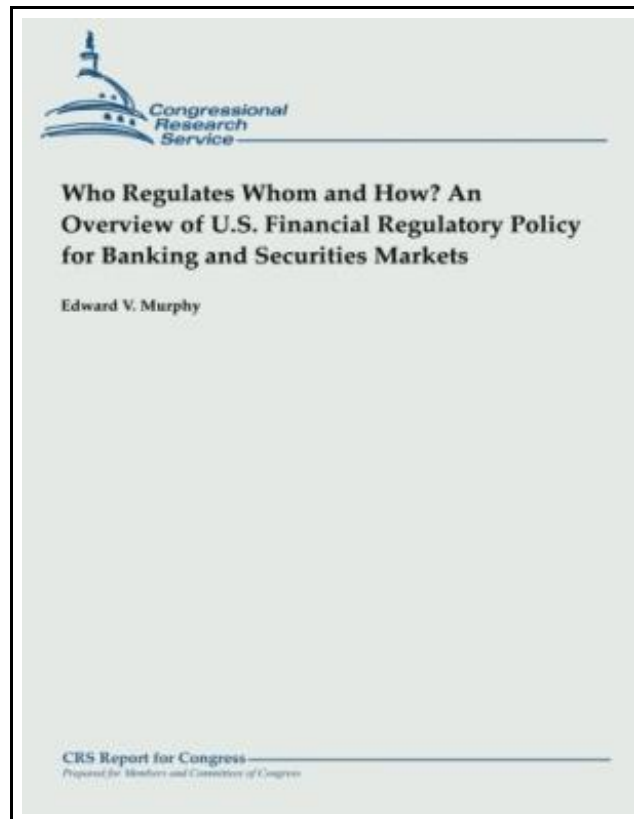 Congressional
Research
Service
Who Regulates Whom and How? An
Overview of U.S. Financial Regulatory Policy
for Banking and Securities Markets
Edward V. Murphy
CRS Report for Congress
Prepared for Members and Committees of Congress